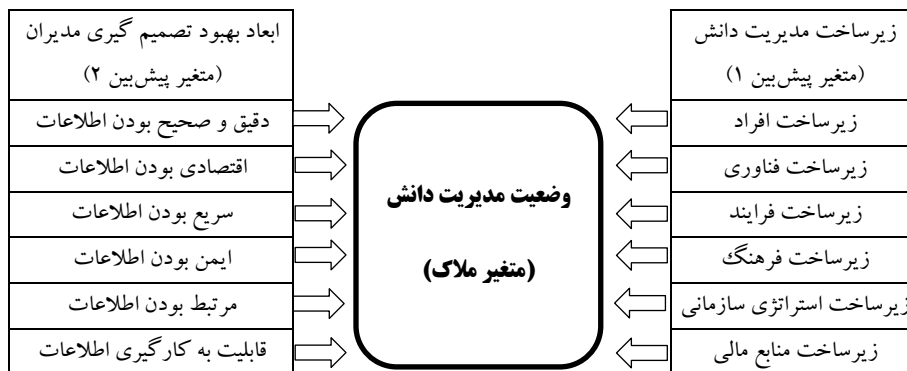 زیرساخت مدیریت دانش
(متغیر پیش‌بین ۱)
زیرساخت افراد
زیرساخت فناوری
زیرساخت فرایند
زیرساخت فرهنگ
زیرساخت استراتژی سازمانی
زیرساخت منابع مالی
وضعیت مدیریت دانش
(متغیر ملاک)
ابعاد بهبود تصمیم گیری مدیران
(متغیر پیش‌بین ۲)
دقیق و صحیح بودن اطلاعات
اقتصادی بودن اطلاعات
سریع بودن اطلاعات
ایمن بودن اطلاعات
مرتبط بودن اطلاعات
قابلیت به کارگیری اطلاعات